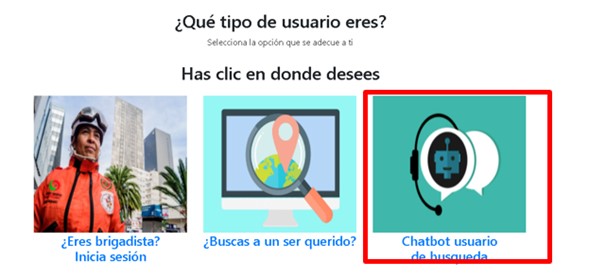 ¿Qué tipo de usuario eres?
Selecciona la opción que se adecue a ti
Has clic en donde desees
¿Eres brigadista?
Inicia sesión
¿Buscas a un ser querido?
Chatbot usuario
de busqueda